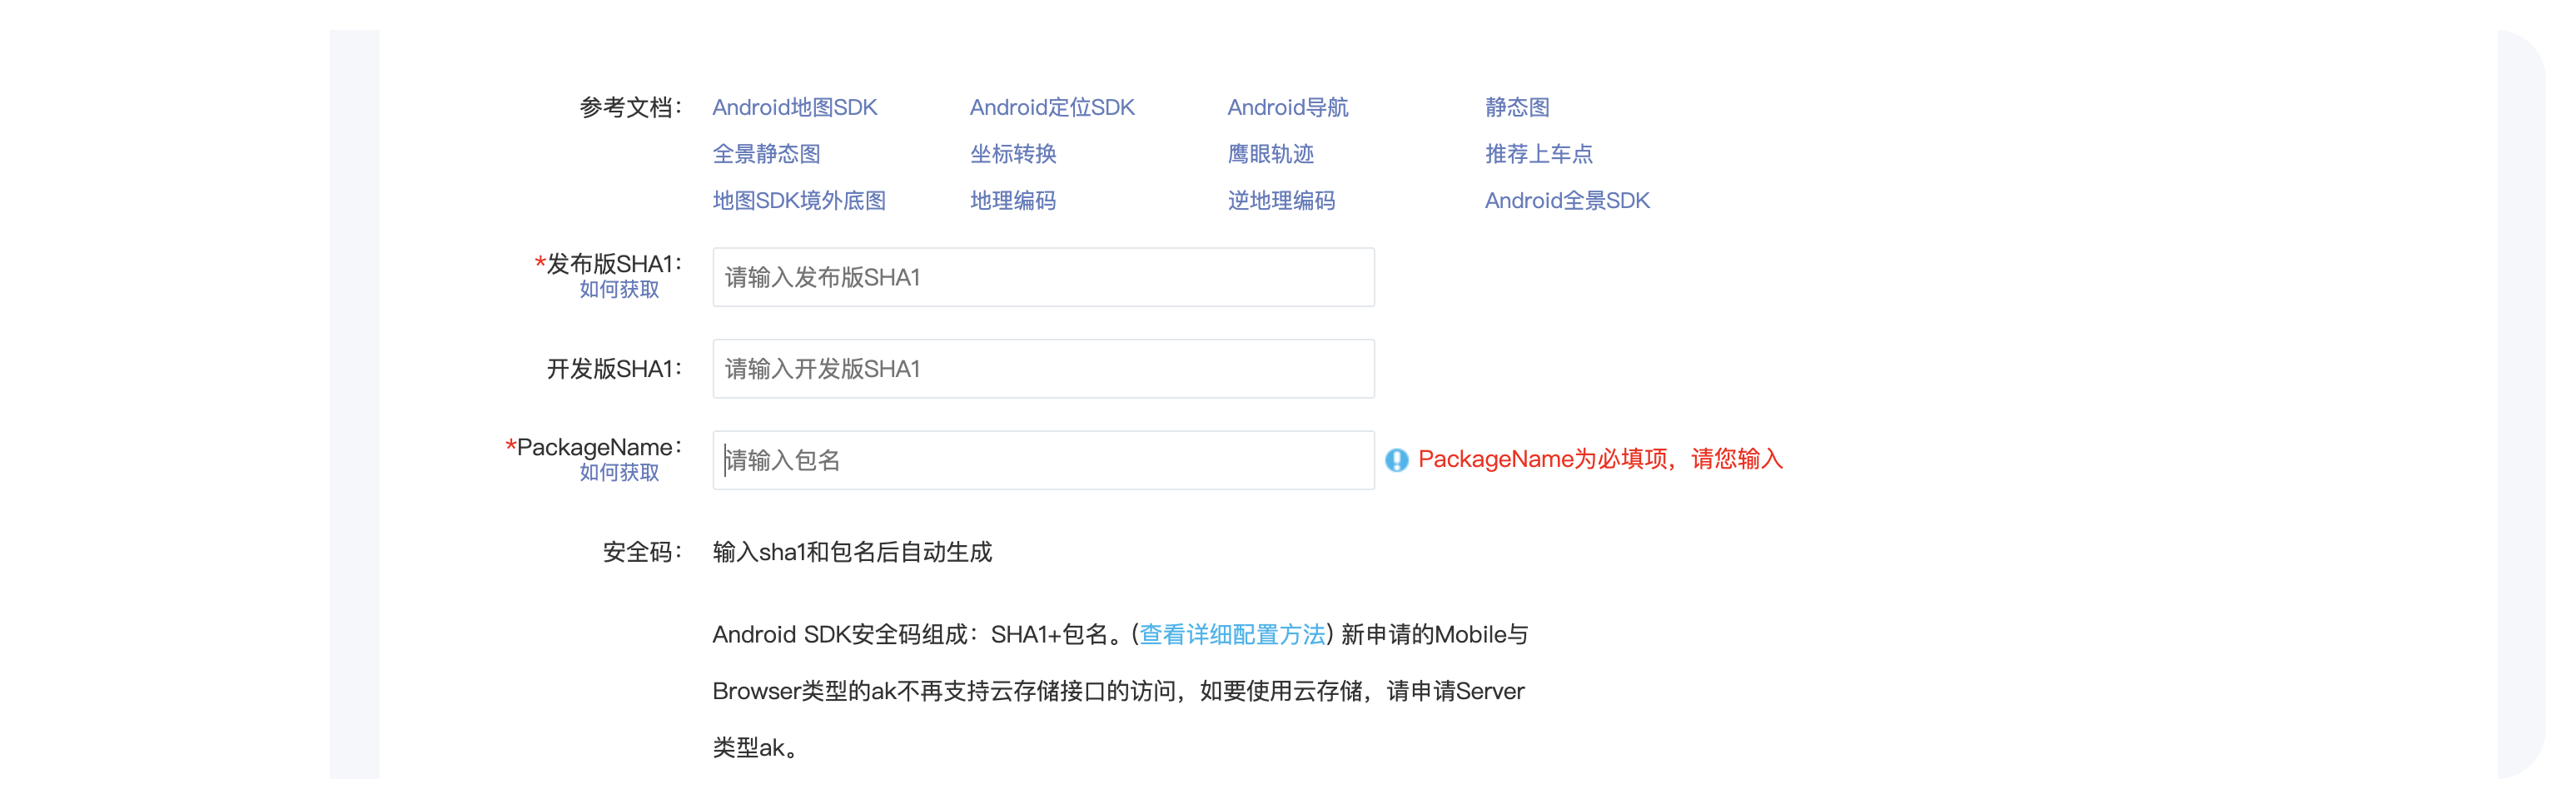 参考文档： Android地图SDK Android定位SDK Android导航 静态图
全景静态图 坐标转换 鹰眼轨迹 推荐上车点
地图SDK境外底图 地理编码 逆地理编码 Android全景SDK
*发布版SHA1：
如何获取
请输入发布版SHA1
开发版SHA1： 请输入开发版SHA1
*PackageName：
如何获取
请输入包名
PackageName为必填项，请您输入
安全码： 输入sha1和包名后自动生成
Android SDK安全码组成：SHA1+包名。(查看详细配置方法) 新申请的Mobile与
Browser类型的ak不再支持云存储接口的访问，如要使用云存储，请申请Server
类型ak。